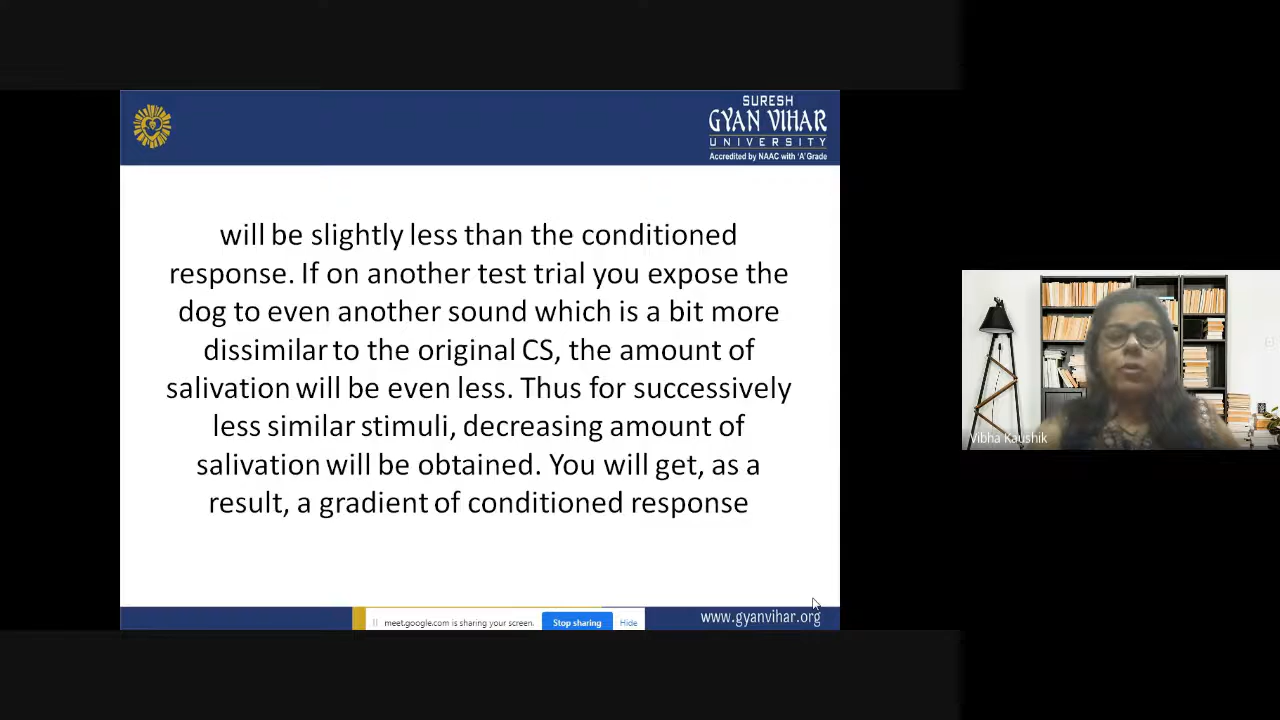 SURESH
GYAN VIHAR
UNIVERSITY
Accredited by NAAC with 'A' Grade
will be slightly less than the conditioned
response. If on another test trial you expose the
dog to even another sound which is a bit more
dissimilar to the original CS, the amount of
salivation will be even less. Thus for successively
less similar stimuli, decreasing amount of
salivation will be obtained. You will get, as a
result, a gradient of conditioned response
Vibha Kaushik
meet.google.com is sharing your screen. Stop sharing Hide
www.gyanvihar.org